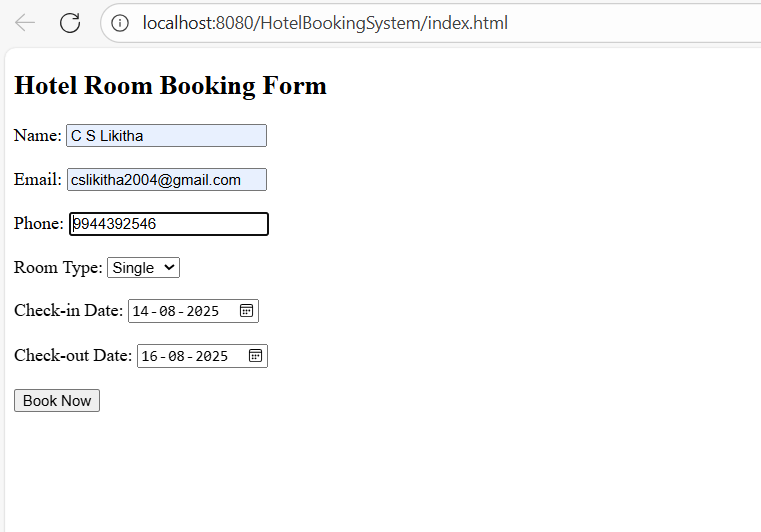 localhost:8080/HotelBookingSystem/index.html
Hotel Room Booking Form
Name: C S Likitha
Email: cslikitha2004@gmail.com
Phone: 9944392546
Room Type: Single
Check-in Date: 14-08-2025
Check-out Date: 16-08-2025
Book Now